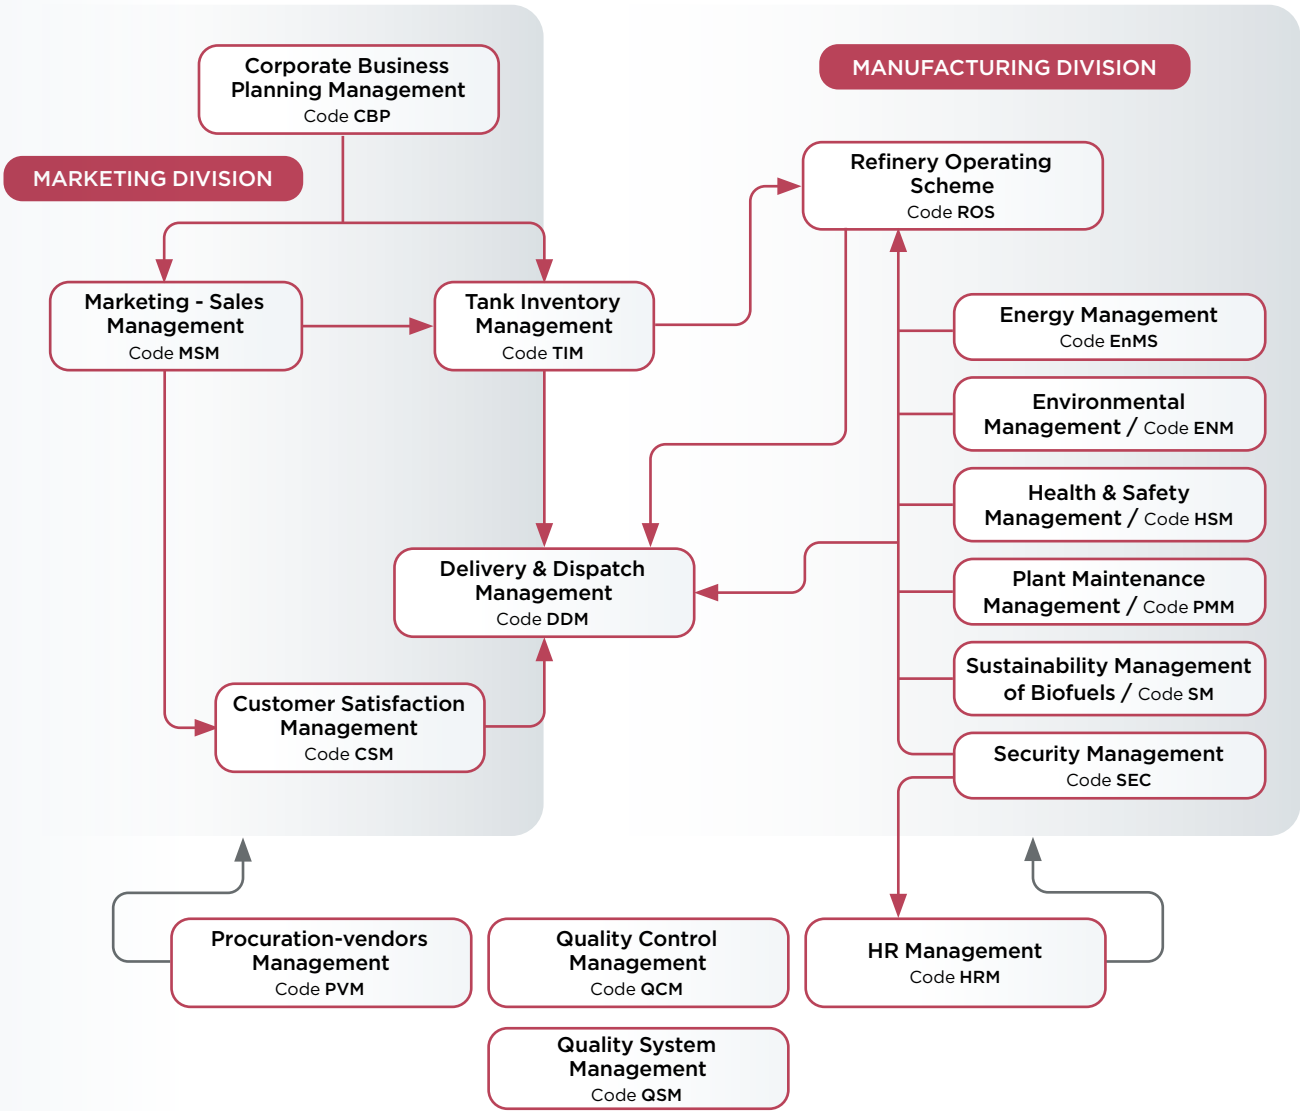 Corporate Business
Planning Management
Code CBP
MANUFACTURING DIVISION
MARKETING DIVISION
Refinery Operating
Scheme
Code ROS
Marketing - Sales
Management
Code MSM
Tank Inventory
Management
Code TIM
Energy Management
Code EnMS
Environmental
Management / Code ENM
Health & Safety
Management / Code HSM
Delivery & Dispatch
Management
Code DDM
Plant Maintenance
Management / Code PMM
Sustainability Management
of Biofuels / Code SM
Customer Satisfaction
Management
Code CSM
Security Management
Code SEC
Procuration-vendors
Management
Code PVM
Quality Control
Management
Code QCM
HR Management
Code HRM
Quality System
Management
Code QSM